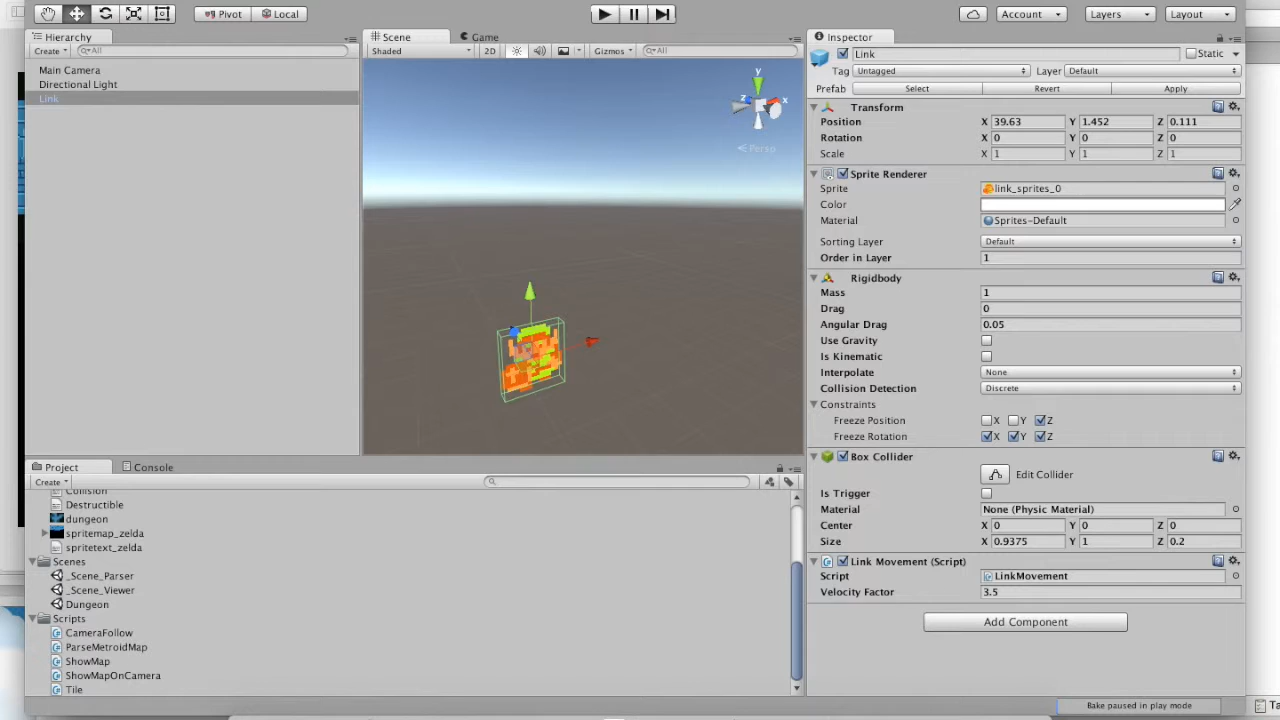 Pivot Local Account Layers Layout
Hierarchy
Create All
Main Camera
Directional Light
Link
Scene Game
Shaded 2D Gizmos All
y
z x
Persp
Inspector
Link Static
Tag Untagged Layer Default
Prefab Select Revert Apply
Transform
Position X 39.63 Y 1.452 Z 0.111
Rotation X 0 Y 0 Z 0
Scale X 1 Y 1 Z 1
Sprite Renderer
Sprite link_sprites_0
Color
Material Sprites-Default
Sorting Layer Default
Order in Layer 1
Rigidbody
Mass 1
Drag 0
Angular Drag 0.05
Use Gravity
Is Kinematic
Interpolate None
Collision Detection Discrete
Constraints
Freeze Position X Y Z
Freeze Rotation X Y Z
Box Collider
Edit Collider
Is Trigger
Material None (Physic Material)
Center X 0 Y 0 Z 0
Size X 0.9375 Y 1 Z 0.2
Link Movement (Script)
Script LinkMovement
Velocity Factor 3.5
Add Component
Project Console
Create
Collision
Destructible
dungeon
spritemap_zelda
spritetext_zelda
Scenes
_Scene_Parser
_Scene_Viewer
Dungeon
Scripts
CameraFollow
ParseMetroidMap
ShowMap
ShowMapOnCamera
Tile
Bake paused in play mode